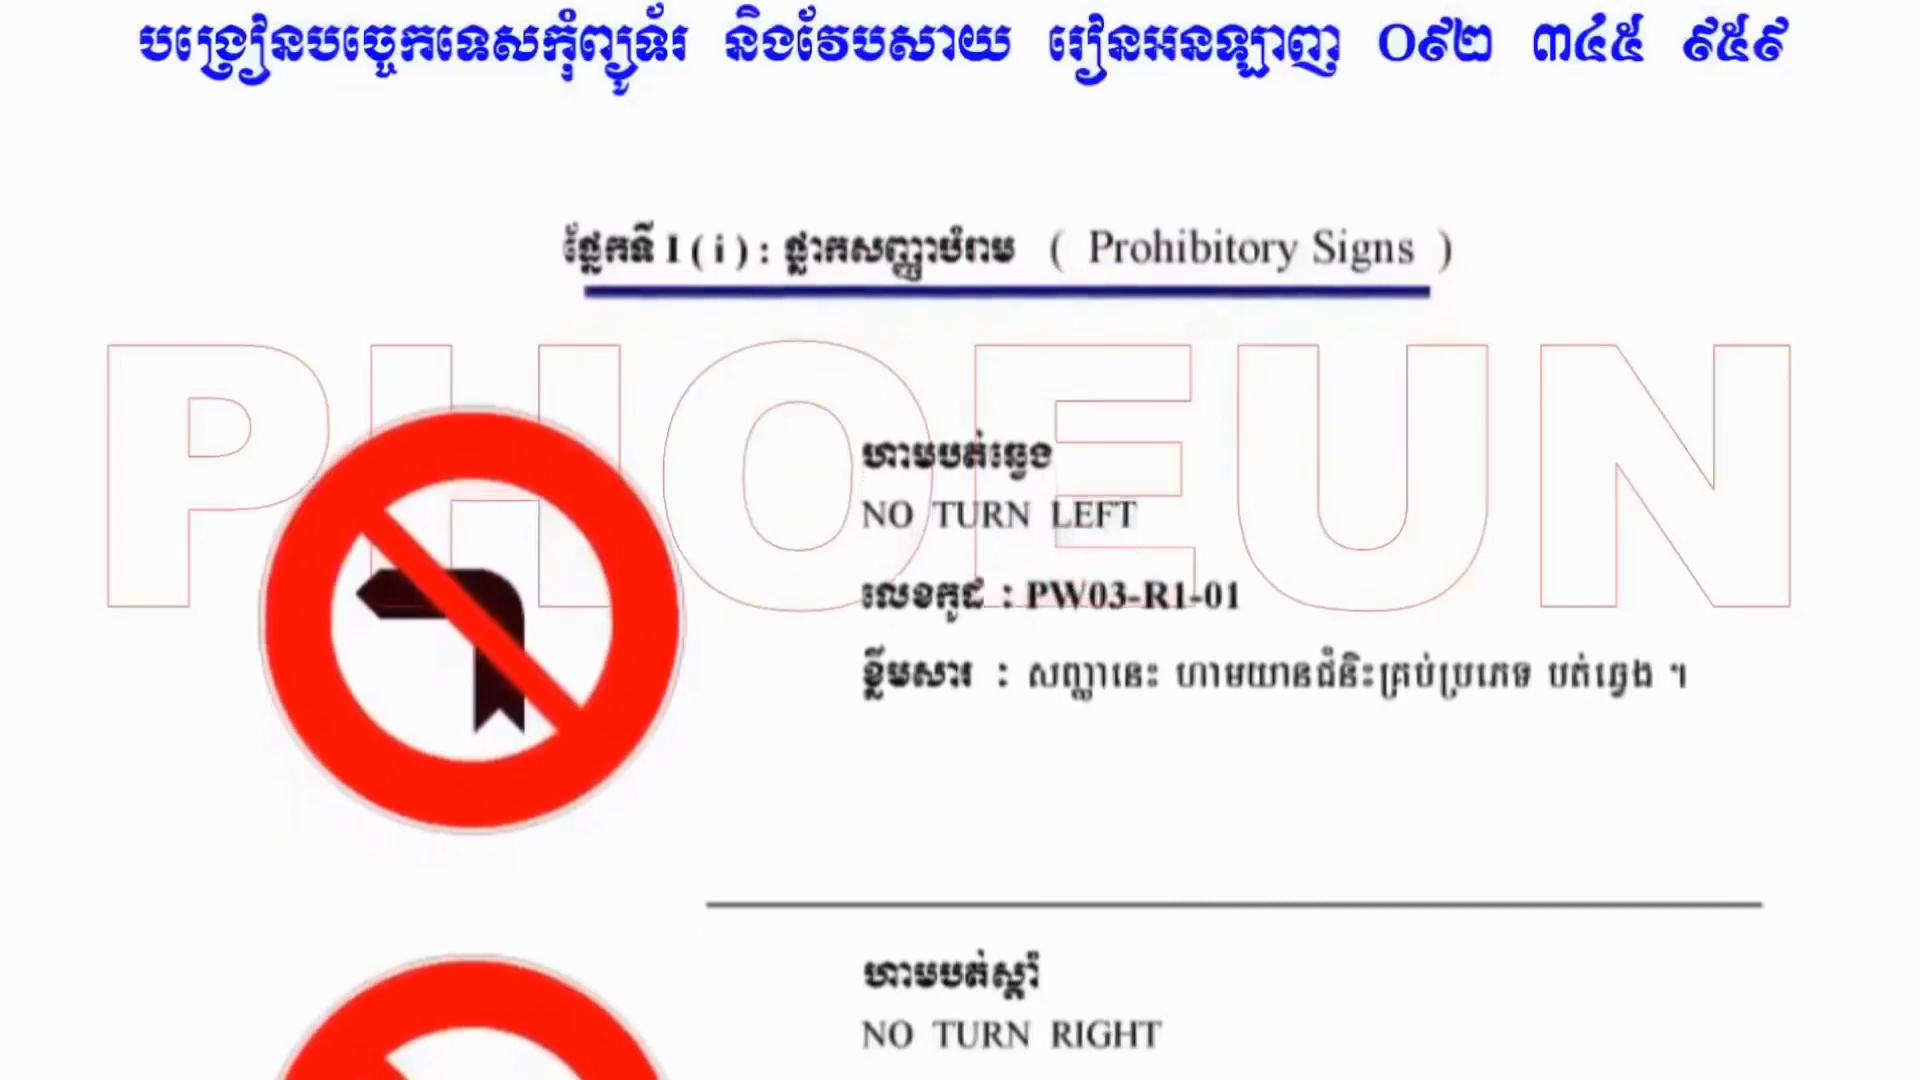 បង្រៀនបច្ចេកទេសកុំព្យូទ័រ និងវែបសាយ រៀនអនឡាញ ០៩២ ៣៤៥ ៩៥៩
ផ្នែកទី I ( i ) : ផ្លាកសញ្ញាបំរាម ( Prohibitory Signs )
PHOEUN
ហាមបត់ឆ្វេង
NO TURN LEFT
លេខកូដ : PW03-R1-01
ខ្លឹមសារ : សញ្ញានេះ ហាមយានជំនិះគ្រប់ប្រភេទ បត់ឆ្វេង ។
ហាមបត់ស្តាំ
NO TURN RIGHT